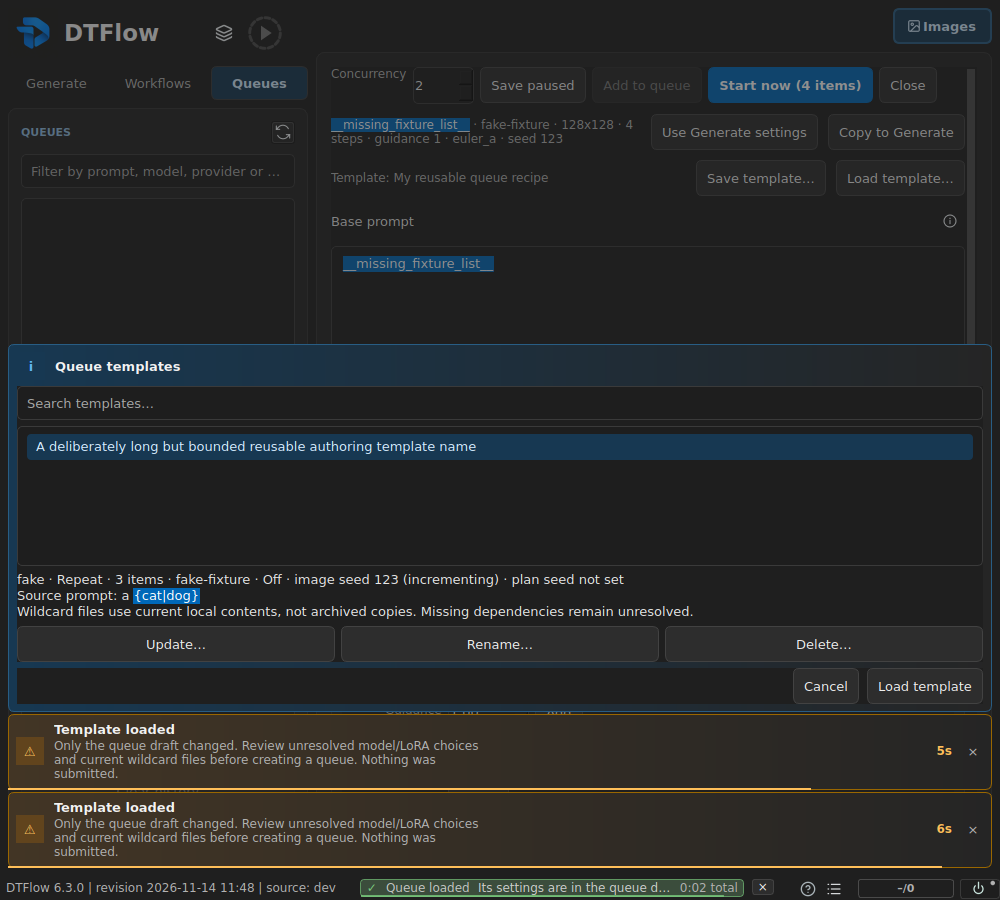 DTFlow
Images
Generate
Workflows
Queues
Concurrency
2
Save paused
Add to queue
Start now (4 items)
Close
QUEUES
Filter by prompt, model, provider or ...
__missing_fixture_list__ · fake-fixture · 128x128 · 4
steps · guidance 1 · euler_a · seed 123
Use Generate settings
Copy to Generate
Template: My reusable queue recipe
Save template...
Load template...
Base prompt
__missing_fixture_list__
i
Queue templates
Search templates...
A deliberately long but bounded reusable authoring template name
fake · Repeat · 3 items · fake-fixture · Off · image seed 123 (incrementing) · plan seed not set
Source prompt: a {cat|dog}
Wildcard files use current local contents, not archived copies. Missing dependencies remain unresolved.
Update...
Rename...
Delete...
Cancel
Load template
Template loaded
Only the queue draft changed. Review unresolved model/LoRA choices
and current wildcard files before creating a queue. Nothing was
submitted.
5s
×
Template loaded
Only the queue draft changed. Review unresolved model/LoRA choices
and current wildcard files before creating a queue. Nothing was
submitted.
6s
×
DTFlow 6.3.0 | revision 2026-11-14 11:48 | source: dev
✓ Queue loaded Its settings are in the queue d... 0:02 total
×
?
–/0